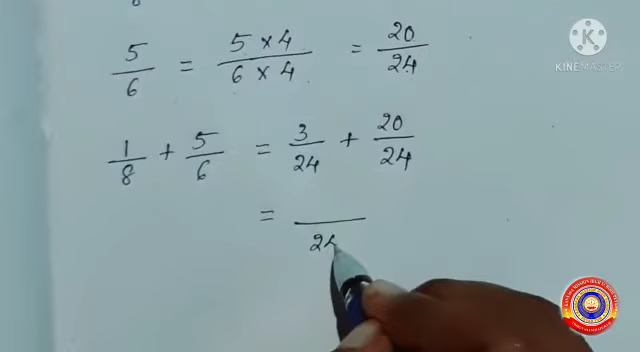 5/6 = 5 × 4/6 × 4 = 20/24
KINEMASTER
1/8 + 5/6 = 3/24 + 20/24
= /24